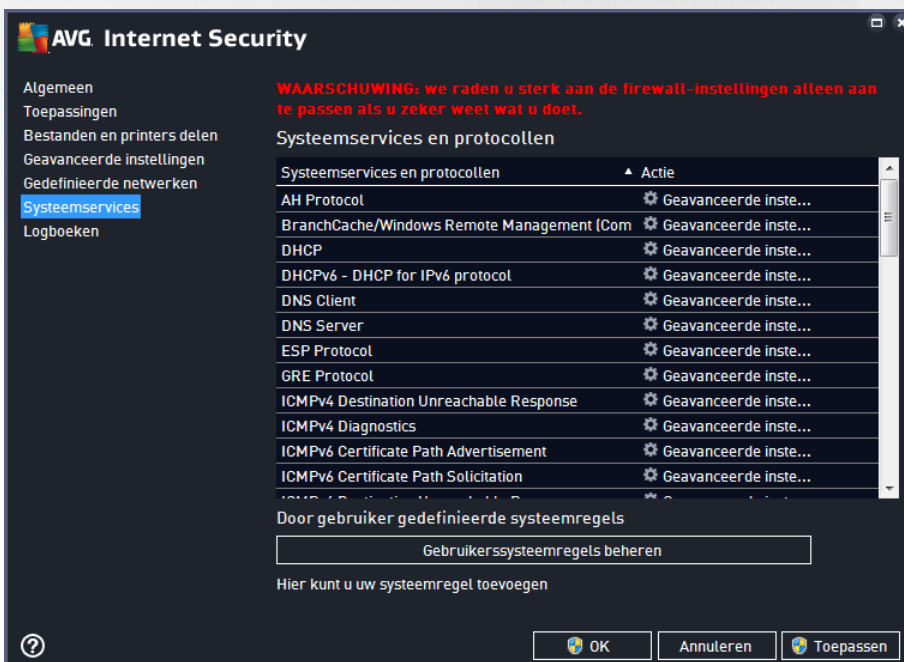 AVG Internet Security
Algemeen
Toepassingen
Bestanden en printers delen
Geavanceerde instellingen
Gedefinieerde netwerken
Systeemservices
Logboeken
WAARSCHUWING: we raden u sterk aan de firewall-instellingen alleen aan
te passen als u zeker weet wat u doet.
Systeemservices en protocollen
Systeemservices en protocollen Actie
AH Protocol Geavanceerde inste...
BranchCache/Windows Remote Management (Com Geavanceerde inste...
DHCP Geavanceerde inste...
DHCPv6 - DHCP for IPv6 protocol Geavanceerde inste...
DNS Client Geavanceerde inste...
DNS Server Geavanceerde inste...
ESP Protocol Geavanceerde inste...
GRE Protocol Geavanceerde inste...
ICMPv4 Destination Unreachable Response Geavanceerde inste...
ICMPv4 Diagnostics Geavanceerde inste...
ICMPv6 Certificate Path Advertisement Geavanceerde inste...
ICMPv6 Certificate Path Solicitation Geavanceerde inste...
Door gebruiker gedefinieerde systeemregels
Gebruikerssysteemregels beheren
Hier kunt u uw systeemregel toevoegen
OK Annuleren Toepassen